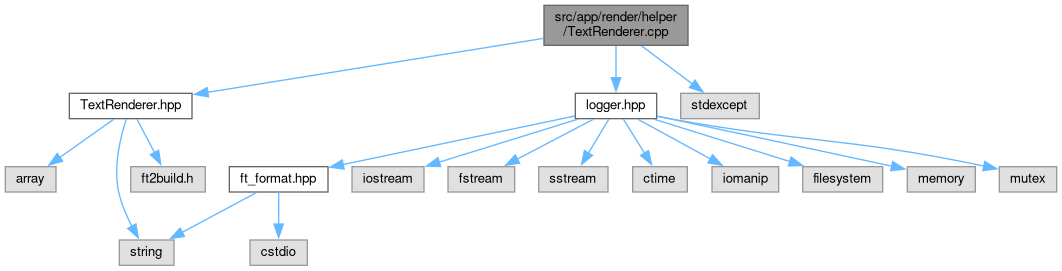 src/app/render/helper
/TextRenderer.cpp
TextRenderer.hpp
logger.hpp
stdexcept
array
ft2build.h
ft_format.hpp
iostream
fstream
sstream
ctime
iomanip
filesystem
memory
mutex
string
cstdio